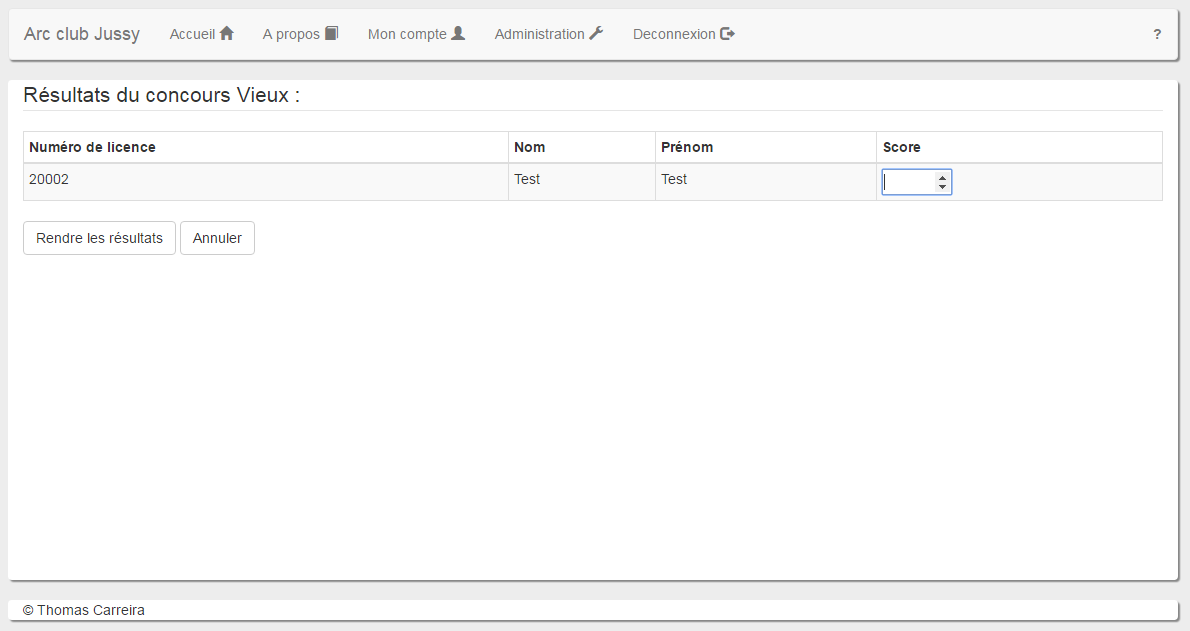 Arc club Jussy Accueil A propos Mon compte Administration Deconnexion ?
Résultats du concours Vieux :
Numéro de licence Nom Prénom Score
20002 Test Test
Rendre les résultats Annuler
© Thomas Carreira